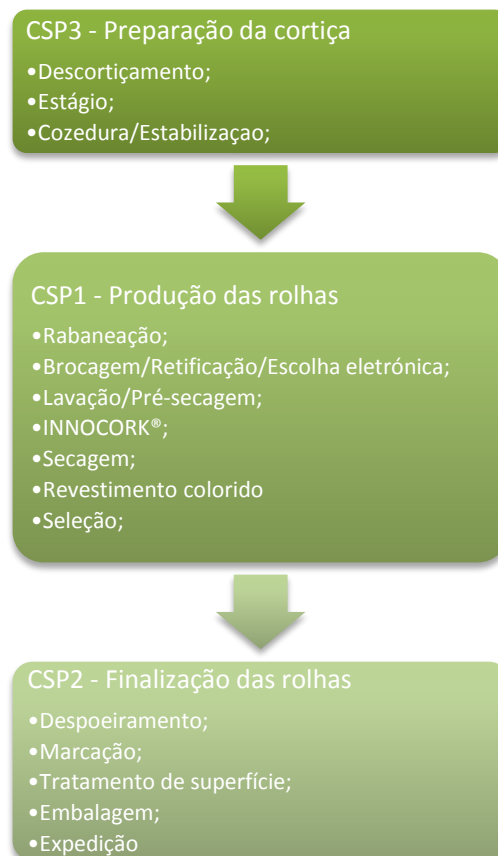 CSP3 - Preparação da cortiça
•Descortiçamento;
•Estágio;
•Cozedura/Estabilizaçao;
CSP1 - Produção das rolhas
•Rabaneação;
•Brocagem/Retificação/Escolha eletrónica;
•Lavação/Pré-secagem;
•INNOCORK®;
•Secagem;
•Revestimento colorido
•Seleção;
CSP2 - Finalização das rolhas
•Despoeiramento;
•Marcação;
•Tratamento de superfície;
•Embalagem;
•Expedição